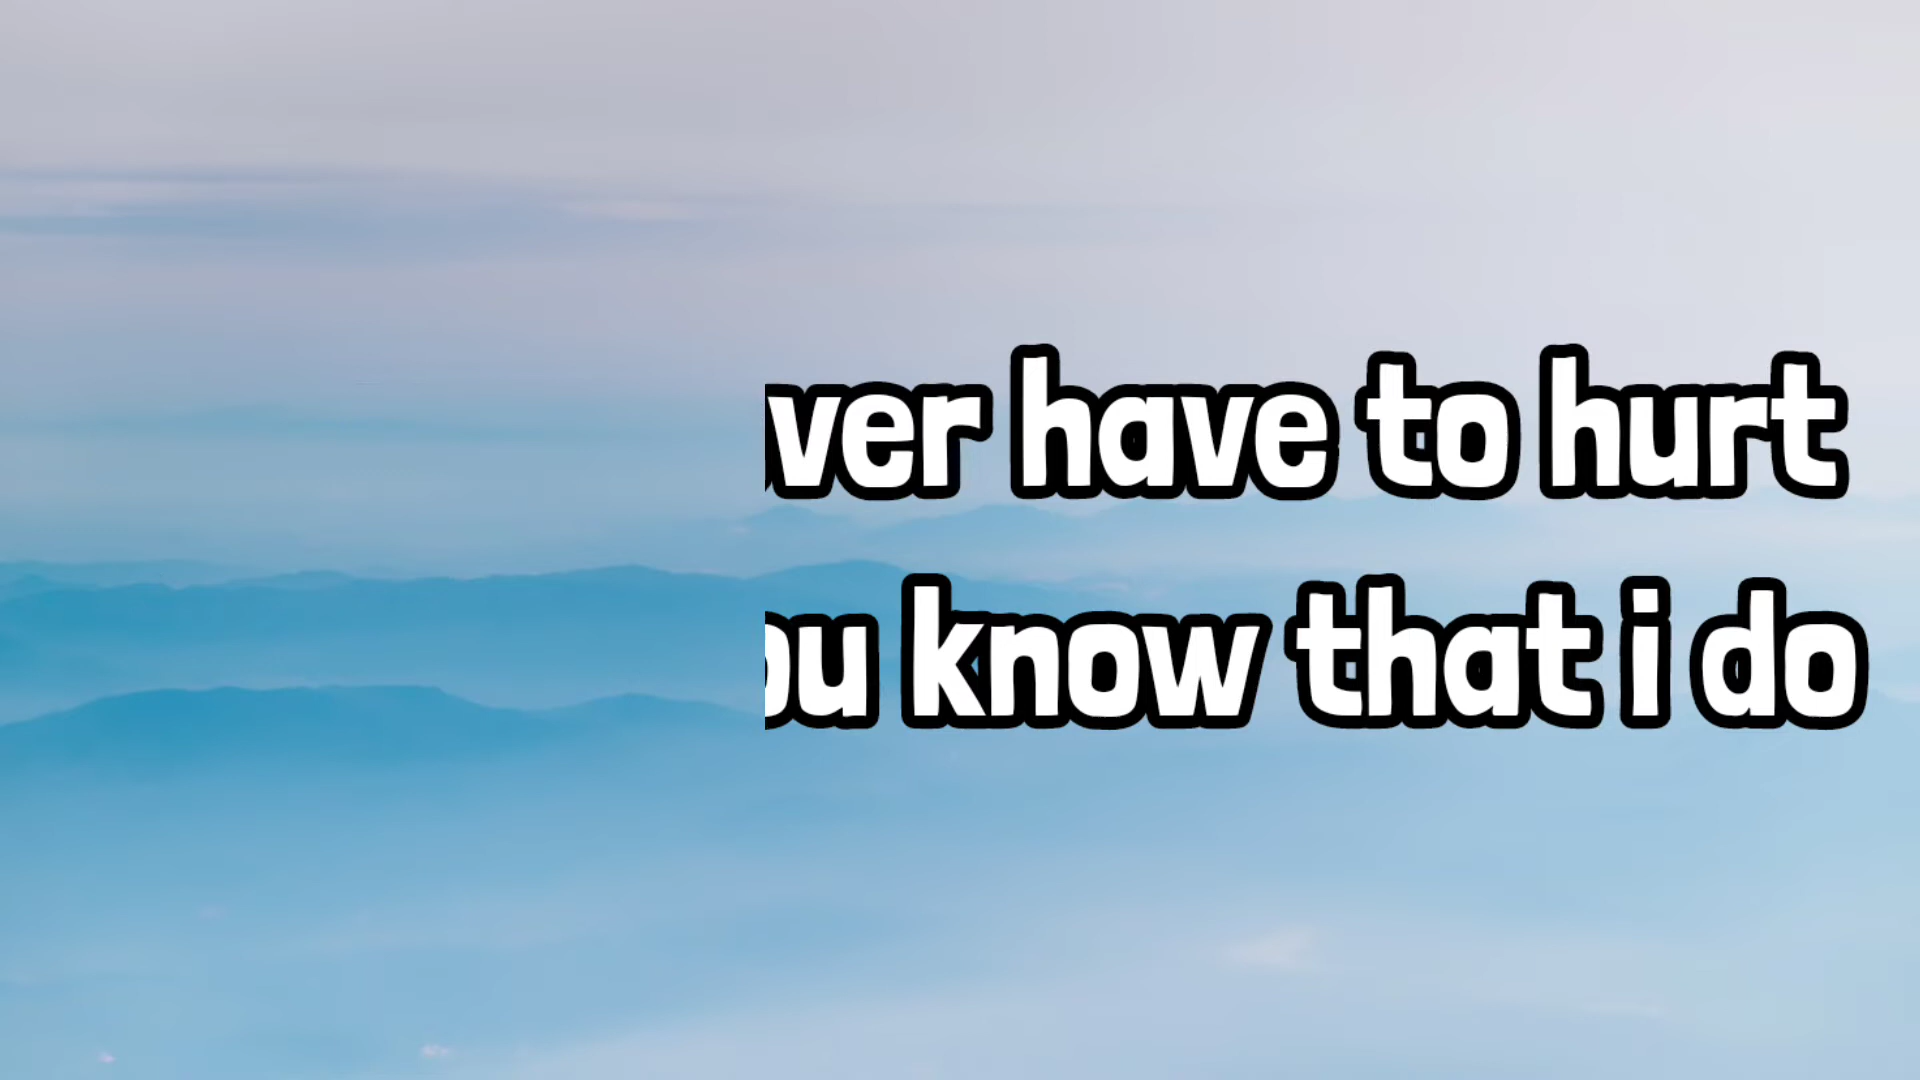 ver have to hurt
ou know that i do